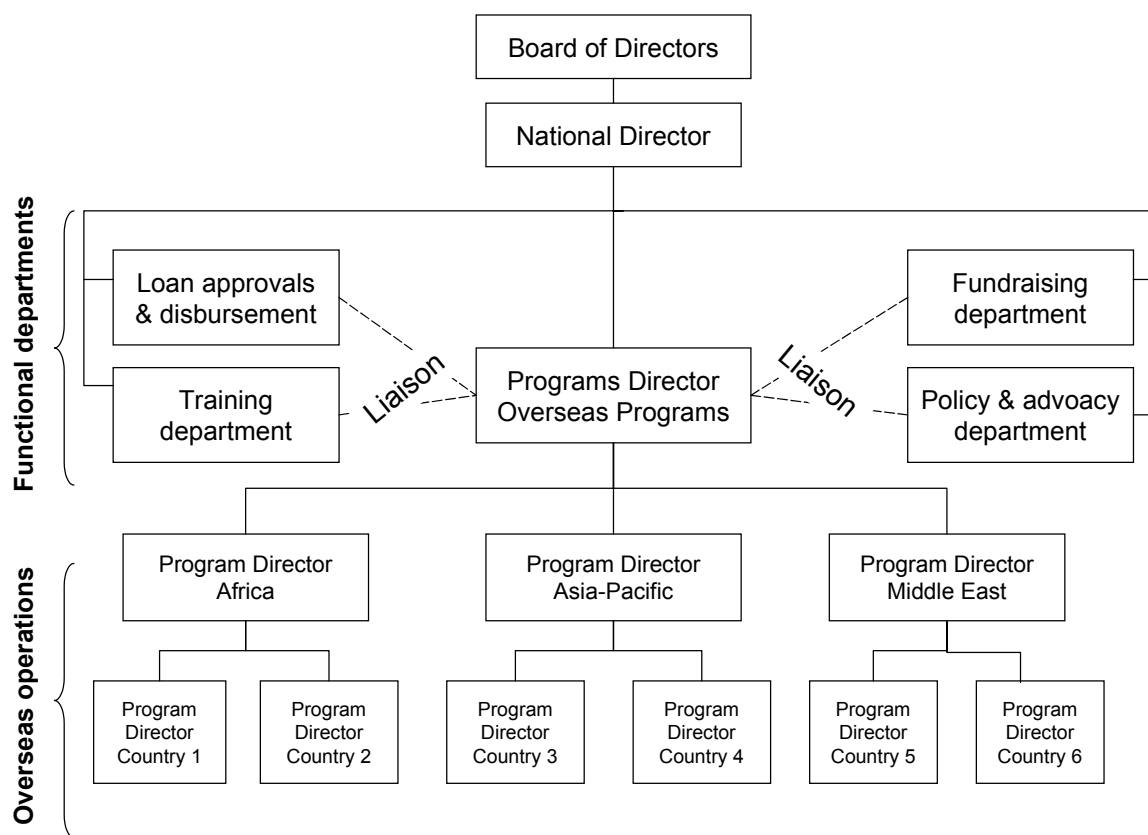 Board of Directors
National Director
Functional departments
Loan approvals
& disbursement
Fundraising
department
Liaison
Programs Director
Overseas Programs
Liaison
Training
department
Policy & advoacy
department
Overseas operations
Program Director
Africa
Program Director
Asia-Pacific
Program Director
Middle East
Program
Director
Country 1
Program
Director
Country 2
Program
Director
Country 3
Program
Director
Country 4
Program
Director
Country 5
Program
Director
Country 6